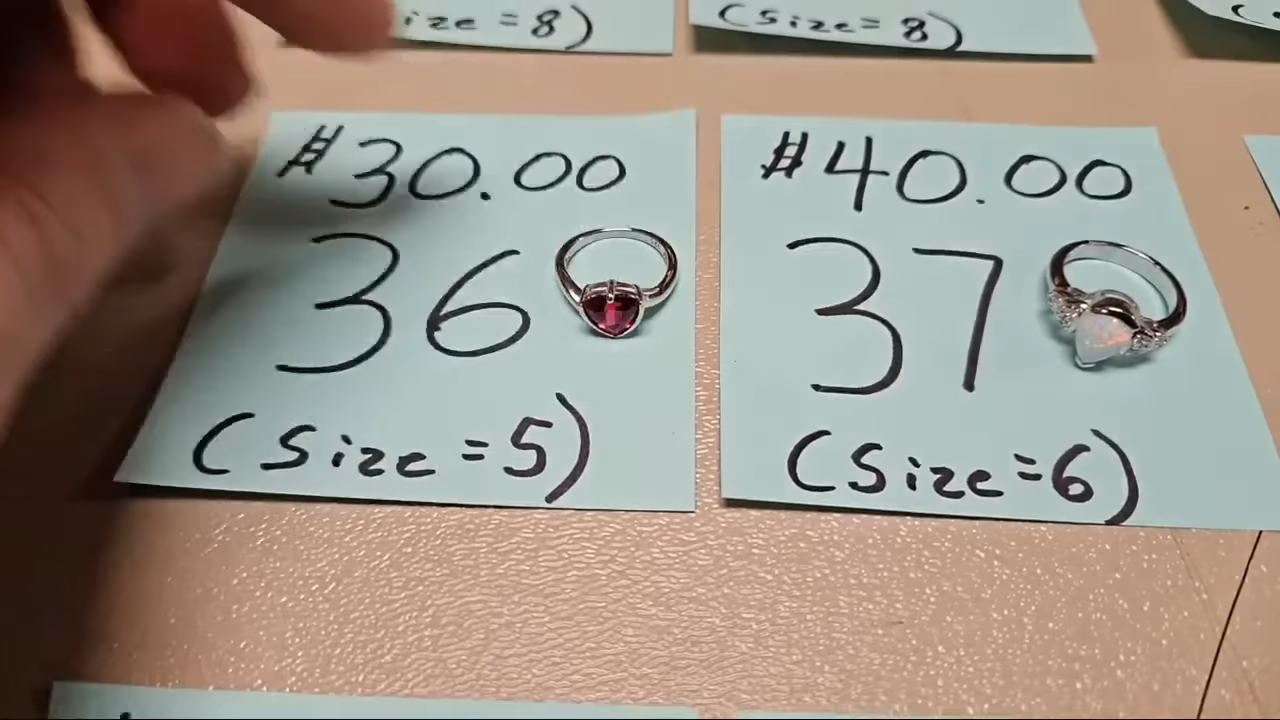 ize = 8)
(Size = 8)
(
$30.00
36
(Size = 5)
$40.00
37
(Size = 6)